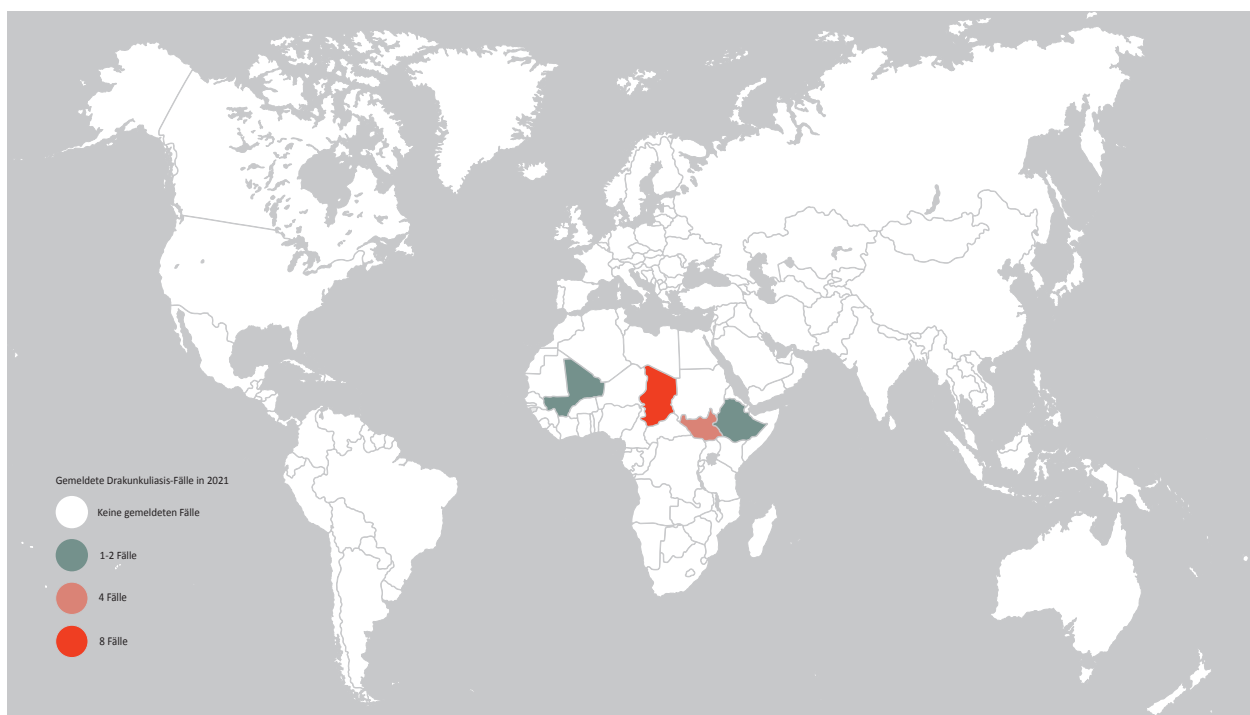 Gemeldete Drakunkuliasis-Fälle in 2021
Keine gemeldeten Fälle
1-2 Fälle
4 Fälle
8 Fälle